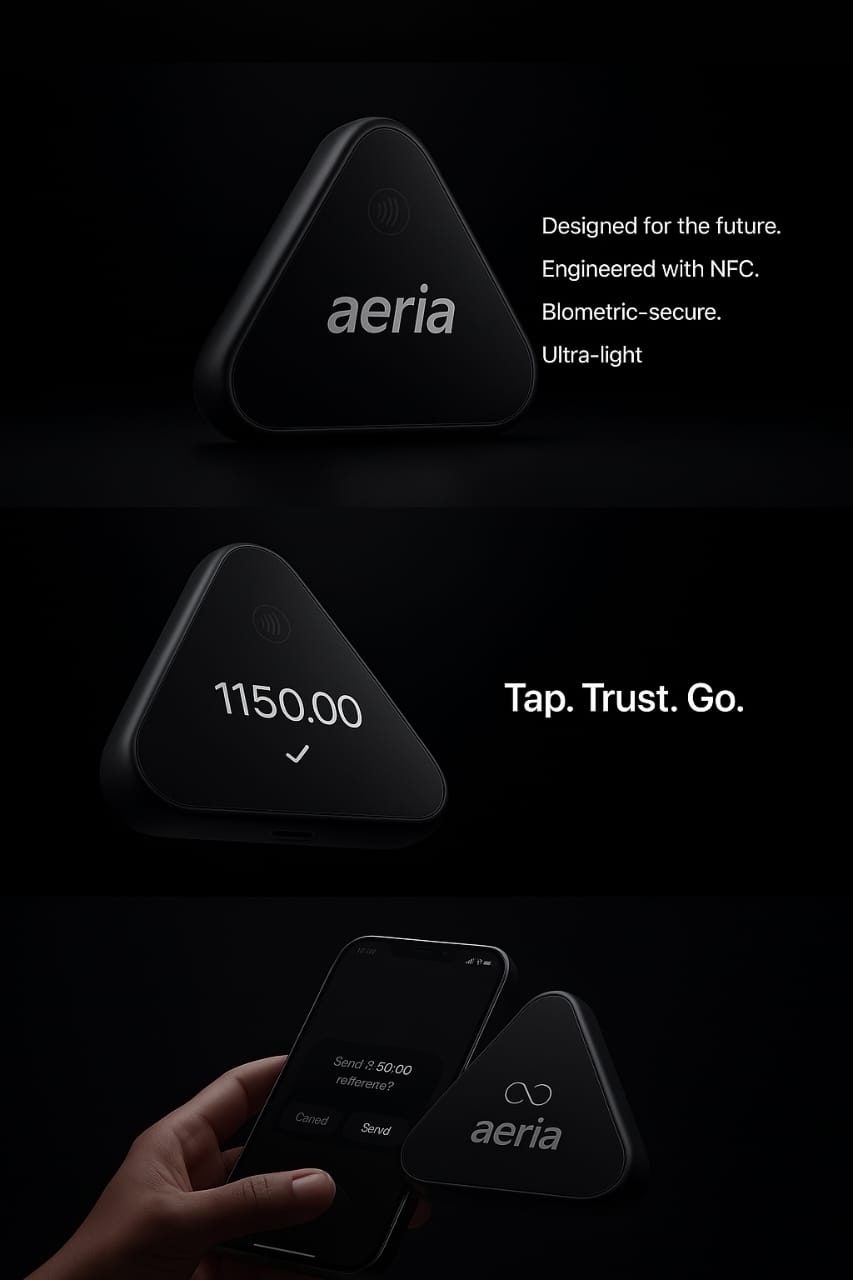 Designed for the future.
Engineered with NFC.
Blometric-secure.
Ultra-light
aeria
1150.00
Tap. Trust. Go.
Send 50:00
refferente?
Caned
Servd
aeria